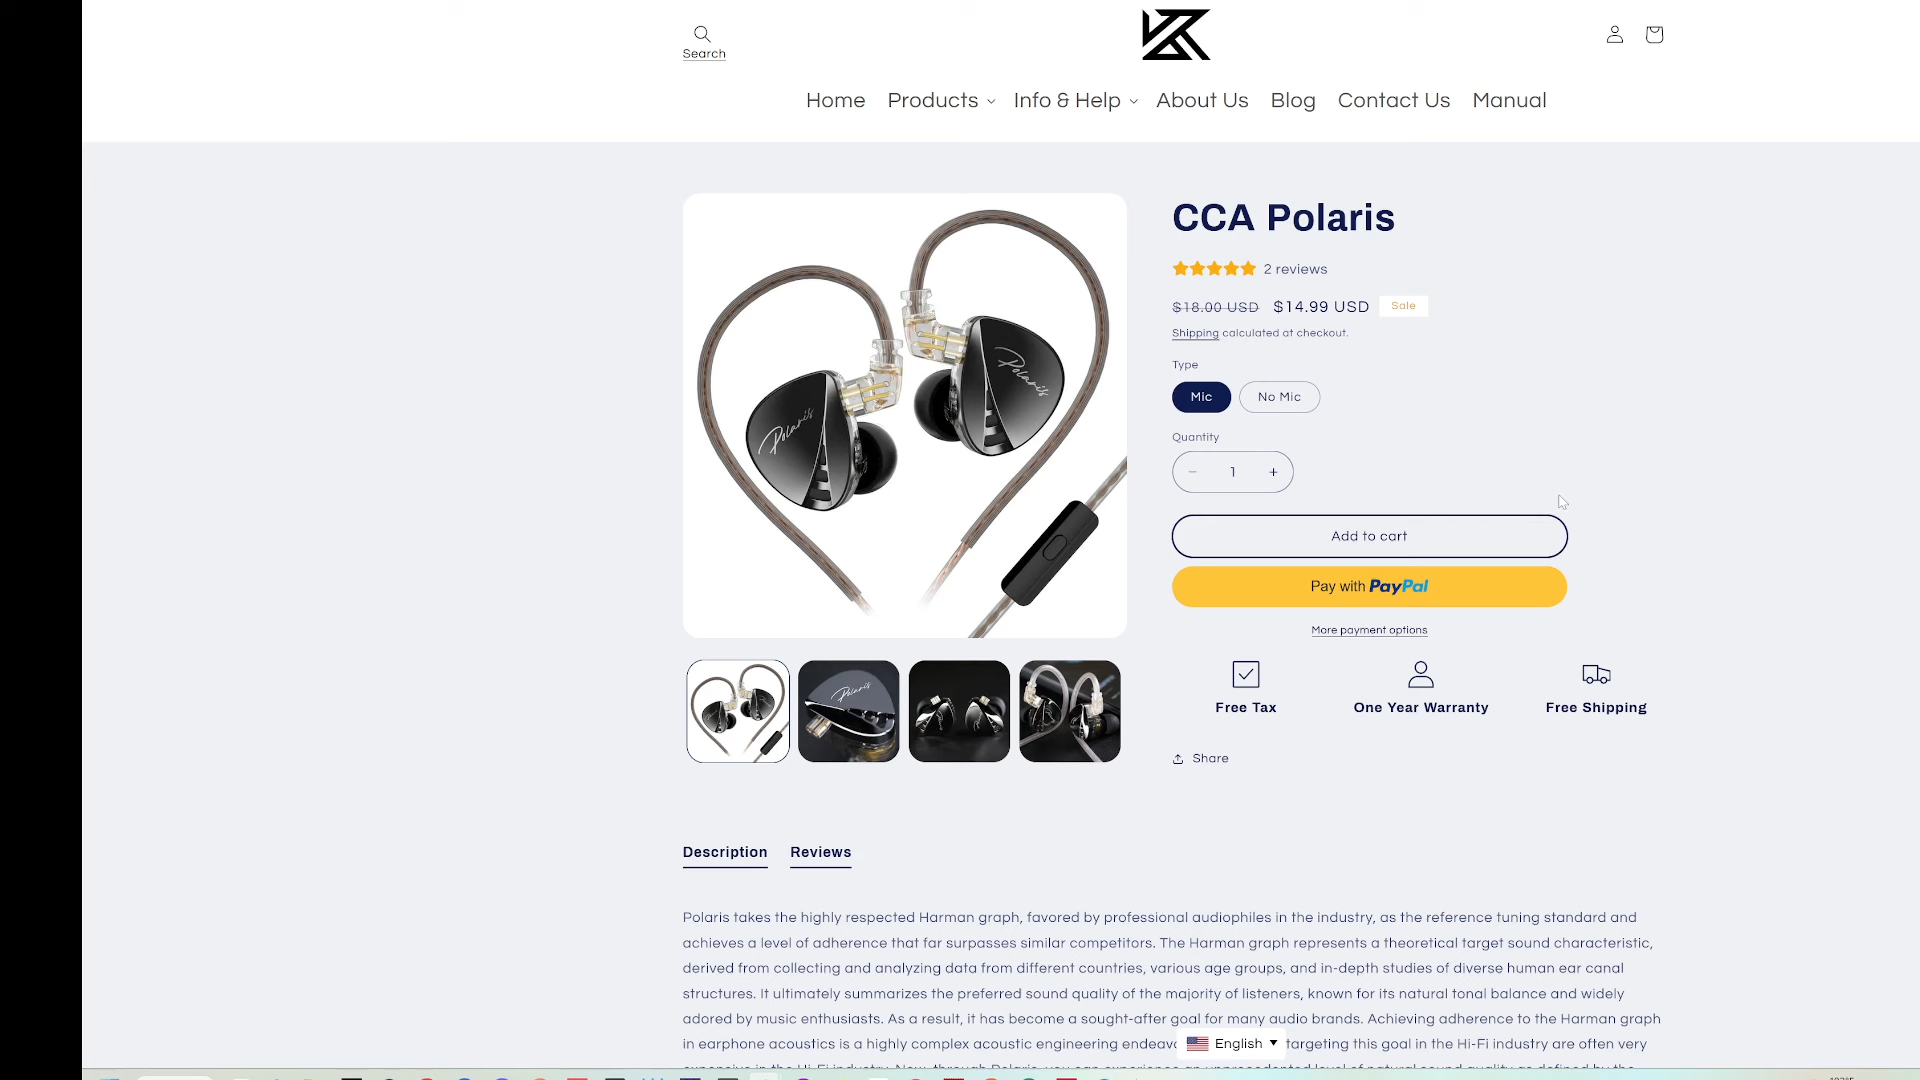 Search
Home Products Info & Help About Us Blog Contact Us Manual
CCA Polaris
2 reviews
$18.00 USD $14.99 USD Sale
Shipping calculated at checkout.
Type
Mic No Mic
Quantity
− 1 +
Add to cart
Pay with PayPal
More payment options
Free Tax One Year Warranty Free Shipping
Share
Polaris
Polaris
Polaris
Description Reviews
Polaris takes the highly respected Harman graph, favored by professional audiophiles in the industry, as the reference tuning standard and
achieves a level of adherence that far surpasses similar competitors. The Harman graph represents a theoretical target sound characteristic,
derived from collecting and analyzing data from different countries, various age groups, and in-depth studies of diverse human ear canal
structures. It ultimately summarizes the preferred sound quality of the majority of listeners, known for its natural tonal balance and widely
adored by music enthusiasts. As a result, it has become a sought-after goal for many audio brands. Achieving adherence to the Harman graph
in earphone acoustics is a highly complex acoustic engineering targeting this goal in the Hi-Fi industry are often very
English